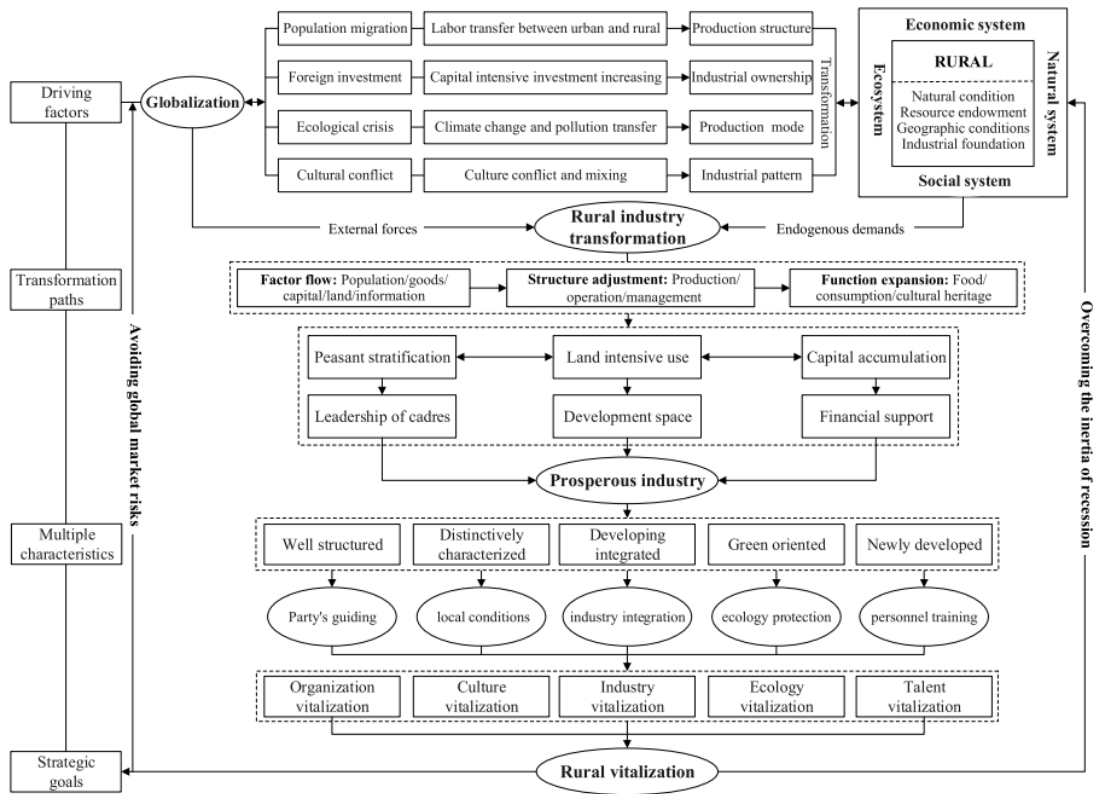 Population migration
Labor transfer between urban and rural
Production structure
Foreign investment
Capital intensive investment increasing
Industrial ownership
Ecological crisis
Climate change and pollution transfer
Production mode
Cultural conflict
Culture conflict and mixing
Industrial pattern
Transformation
Driving
factors
Globalization
Economic system
Ecosystem
RURAL
Natural condition
Resource endowment
Geographic conditions
Industrial foundation
Natural system
Social system
External forces
Rural industry
transformation
Endogenous demands
Transformation
paths
Factor flow: Population/goods/
capital/land/information
Structure adjustment: Production/
operation/management
Function expansion: Food/
consumption/cultural heritage
Avoiding global market risks
Overcoming the inertia of recession
Peasant stratification
Land intensive use
Capital accumulation
Leadership of cadres
Development space
Financial support
Prosperous industry
Multiple
characteristics
Well structured
Distinctively
characterized
Developing
integrated
Green oriented
Newly developed
Party's guiding
local conditions
industry integration
ecology protection
personnel training
Organization
vitalization
Culture
vitalization
Industry
vitalization
Ecology
vitalization
Talent
vitalization
Strategic
goals
Rural vitalization